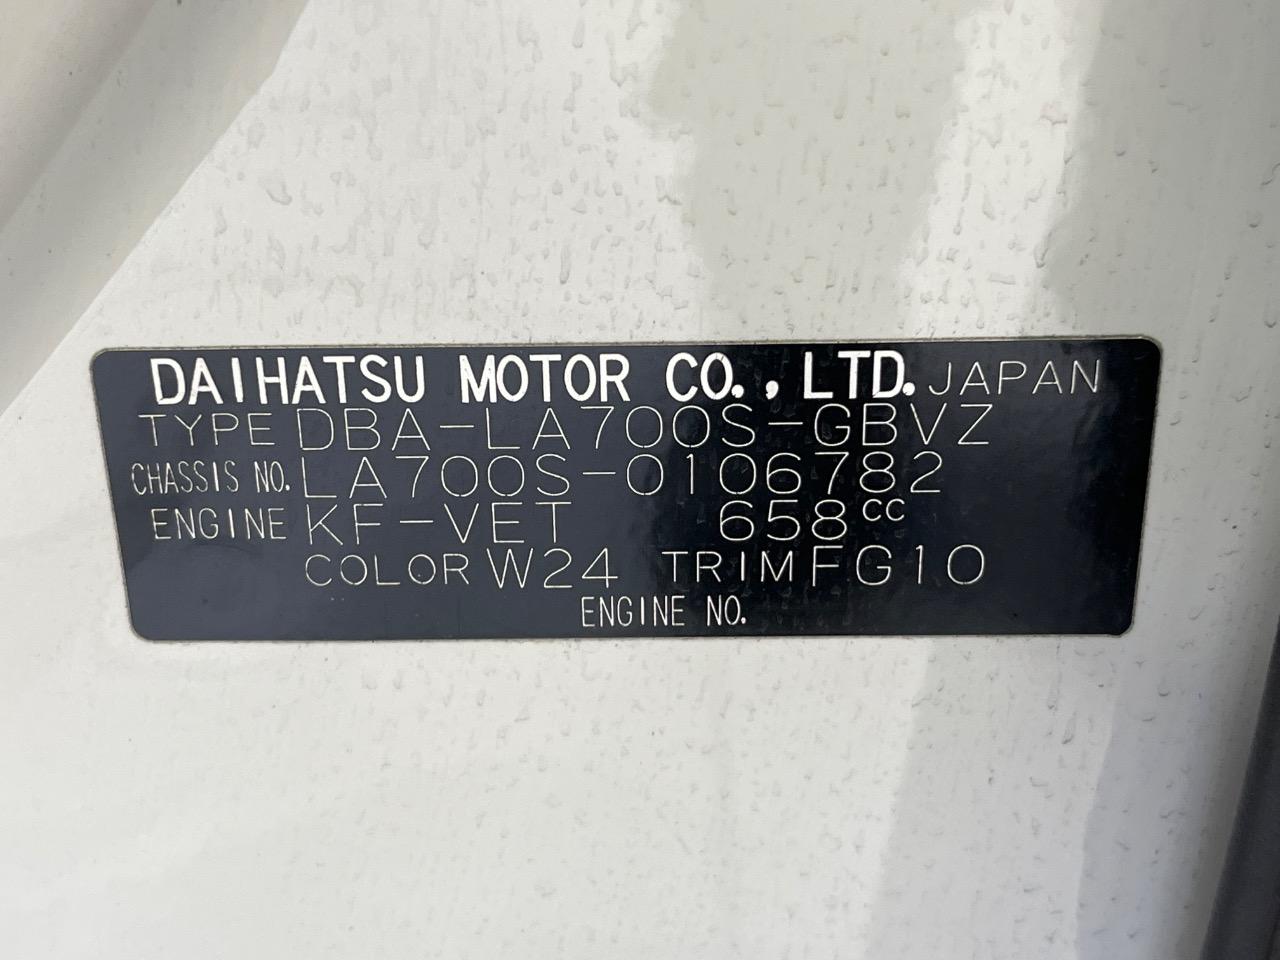 DAIHATSU MOTOR CO.,LTD. JAPAN
TYPE DBA-LA700S-GBVZ
CHASSIS NO. LA700S-0106782
ENGINE KF-VET 658CC
COLOR W24 TRIM FG10
ENGINE NO.